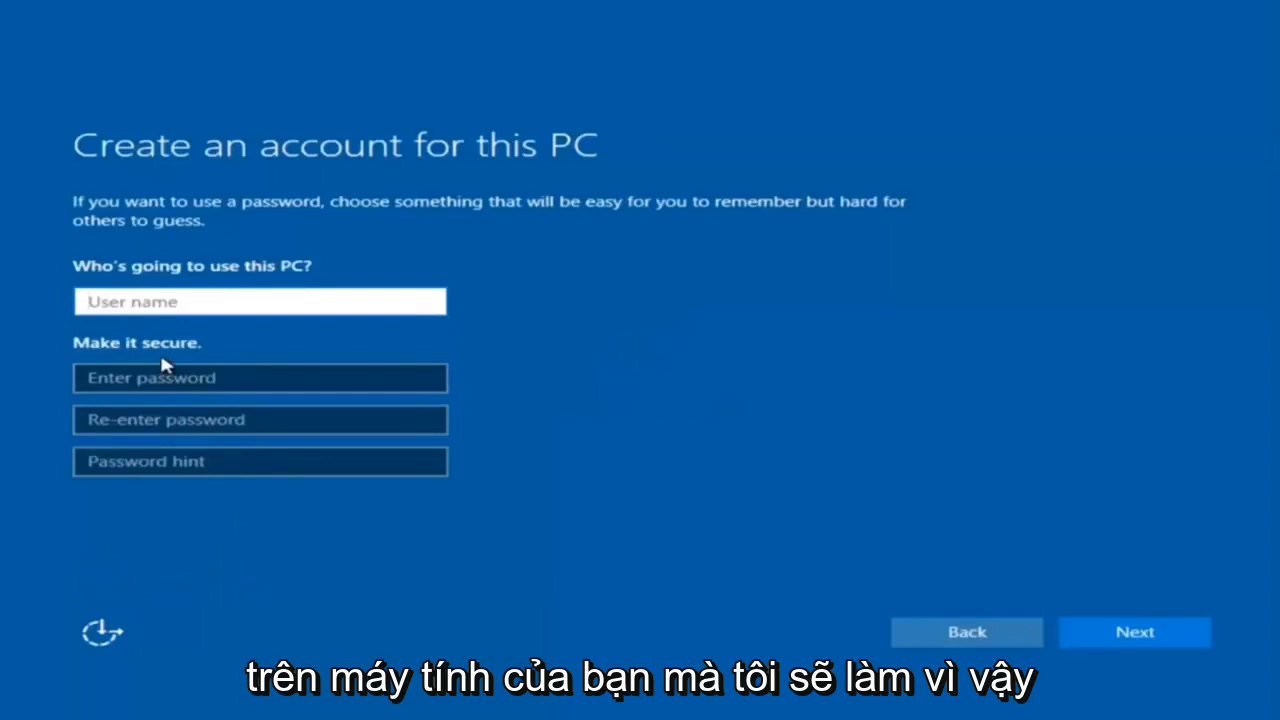 Create an account for this PC
If you want to use a password, choose something that will be easy for you to remember but hard for
others to guess.
Who's going to use this PC?
User name
Make it secure.
Enter password
Re-enter password
Password hint
Back
Next
trên máy tính của bạn mà tôi sẽ làm vì vậy